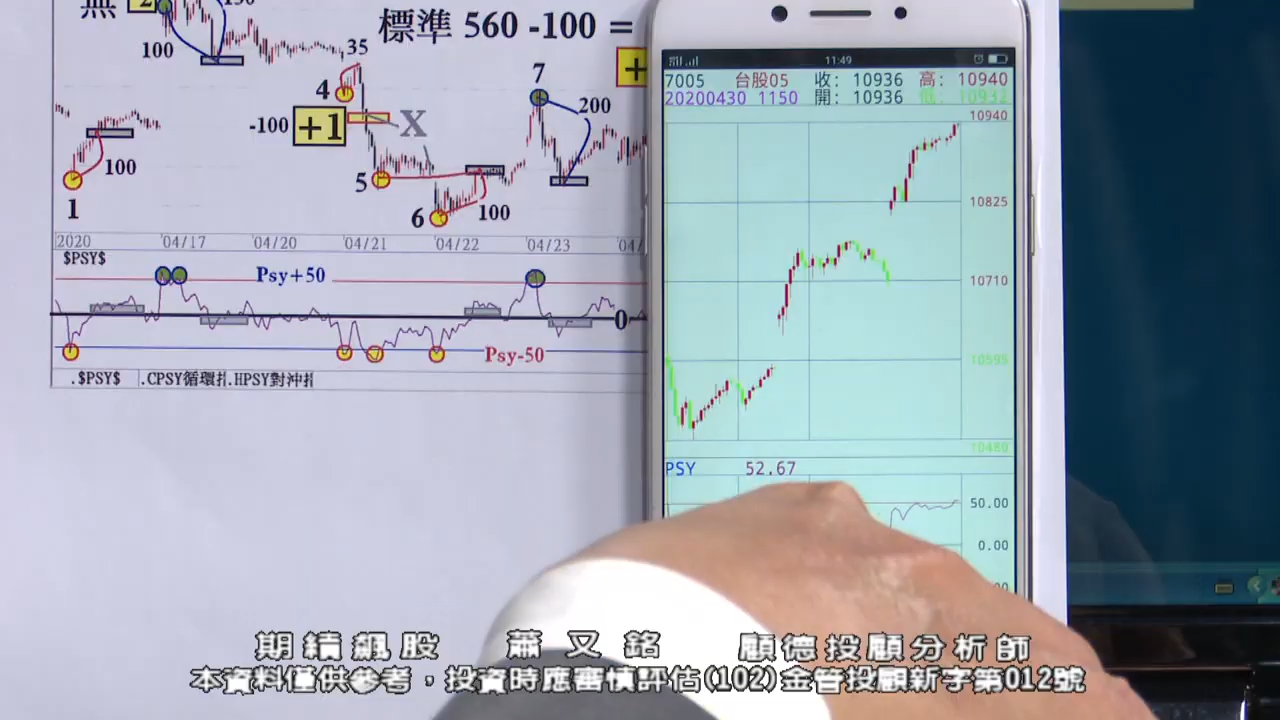 無
標準 560 -100 =
100
35
4
7
+
200
-100
+1
X
100
5
1
6
100
2020 04/17 04/20 04/21 04/22 04/23
$PSY$
Psy+50
0
Psy-50
.$PSY$ .CPSY循環扌.HPSY對沖扌
11:49
7005 台股05 收: 10936 高: 10940
20200430 1150 開: 10936 低: 10932
10940
10825
10710
10595
10480
PSY 52.67
50.00
0.00
期績飆股 蕭又銘 顧德投顧分析師
本資料僅供參考，投資時應審慎評估(102)金管投顧新字第012號